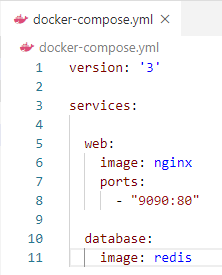 docker-compose.yml
docker-compose.yml
1 version: '3'
2
3 services:
4
5   web:
6     image: nginx
7     ports:
8       - "9090:80"
9
10   database:
11     image: redis